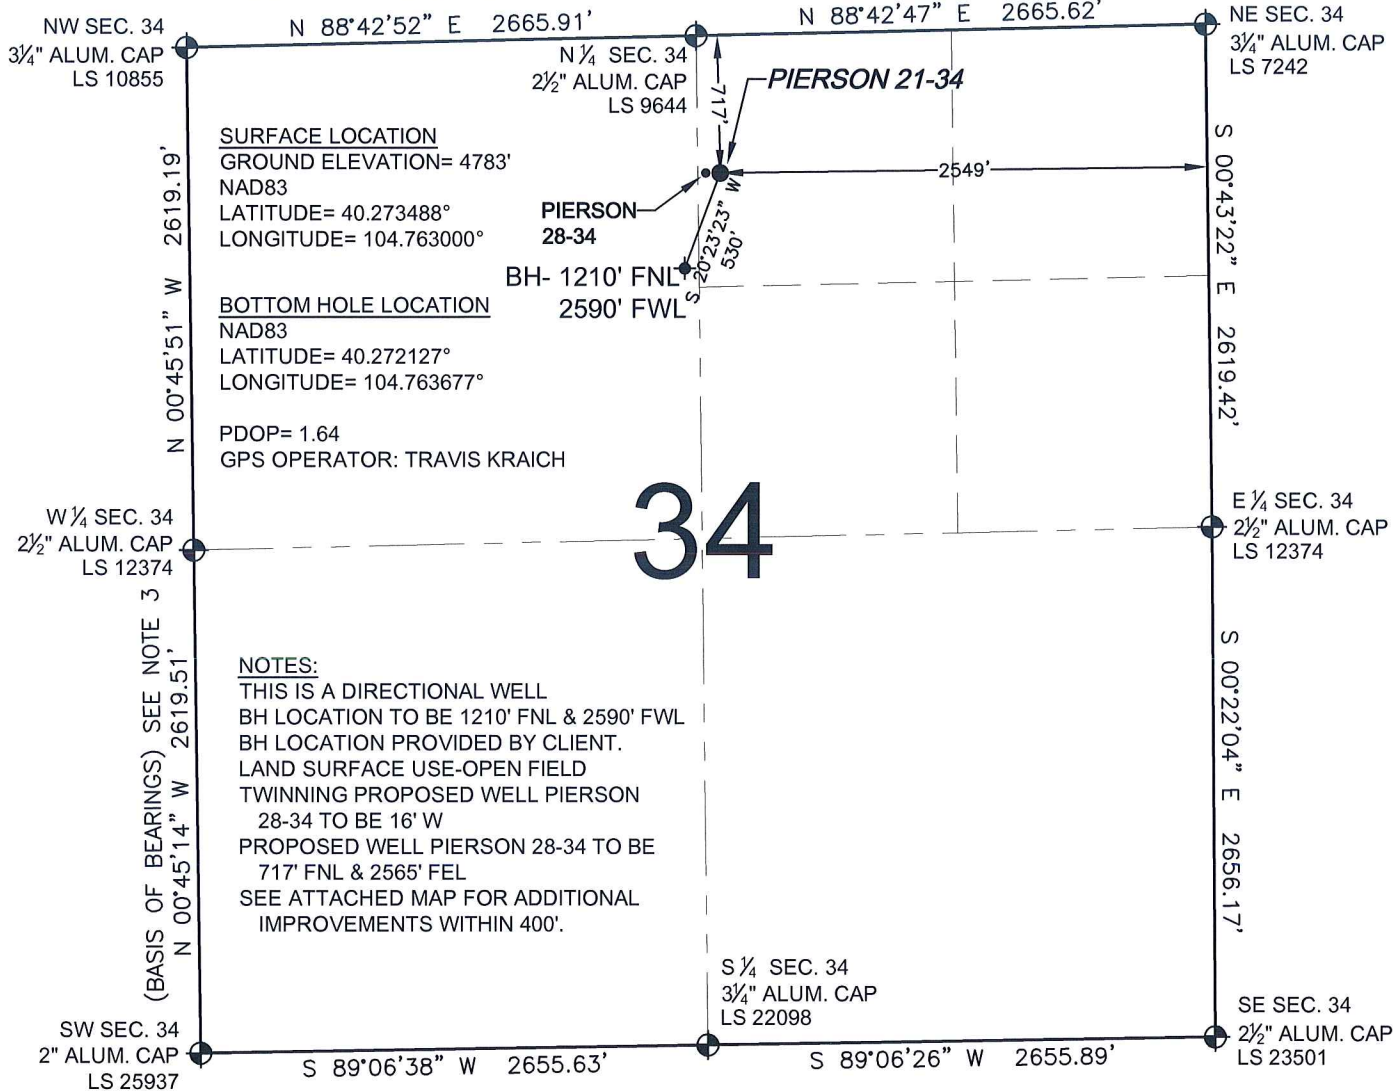 NW SEC. 34
3¼" ALUM. CAP
LS 10855
N 88°42'52" E 2665.91'
N ¼ SEC. 34
2½" ALUM. CAP
LS 9644
N 88°42'47" E 2665.62'
NE SEC. 34
3¼" ALUM. CAP
LS 7242
717'
PIERSON 21-34
2549'
PIERSON
28-34
S 20°23'23" W
530'
BH- 1210' FNL
2590' FWL
SURFACE LOCATION
GROUND ELEVATION= 4783'
NAD83
LATITUDE= 40.273488°
LONGITUDE= 104.763000°
BOTTOM HOLE LOCATION
NAD83
LATITUDE= 40.272127°
LONGITUDE= 104.763677°
PDOP= 1.64
GPS OPERATOR: TRAVIS KRAICH
N 00°45'51" W 2619.19'
S 00°43'22" E 2619.42'
W ¼ SEC. 34
2½" ALUM. CAP
LS 12374
34
E ¼ SEC. 34
2½" ALUM. CAP
LS 12374
(BASIS OF BEARINGS) SEE NOTE 3
N 00°45'14" W 2619.51'
NOTES:
THIS IS A DIRECTIONAL WELL
BH LOCATION TO BE 1210' FNL & 2590' FWL
BH LOCATION PROVIDED BY CLIENT.
LAND SURFACE USE-OPEN FIELD
TWINNING PROPOSED WELL PIERSON
28-34 TO BE 16' W
PROPOSED WELL PIERSON 28-34 TO BE
717' FNL & 2565' FEL
SEE ATTACHED MAP FOR ADDITIONAL
IMPROVEMENTS WITHIN 400'.
S 00°22'04" E 2656.17'
SW SEC. 34
2" ALUM. CAP
LS 25937
S 89°06'38" W 2655.63'
S ¼ SEC. 34
3¼" ALUM. CAP
LS 22098
S 89°06'26" W 2655.89'
SE SEC. 34
2½" ALUM. CAP
LS 23501